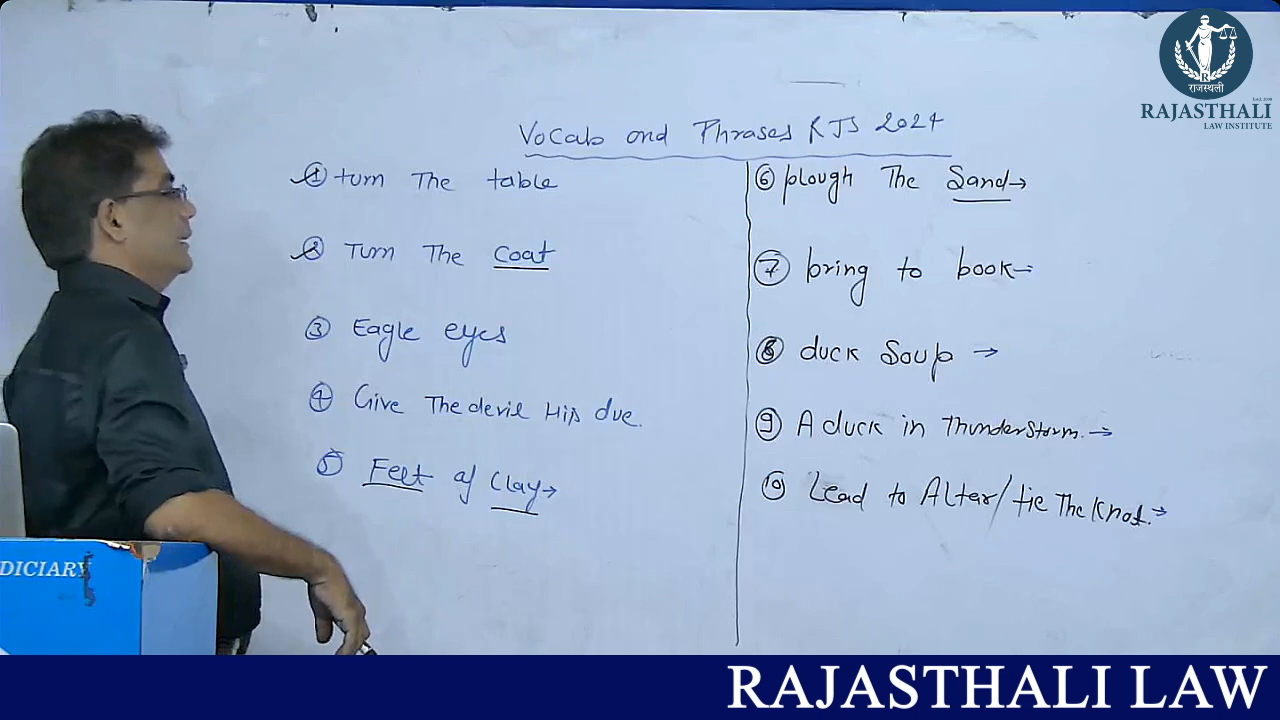 राजस्थली
Estd. 2000
RAJASTHALI
LAW INSTITUTE
Vocab and Phrases RJS 2024
① turn The table
② Turn The coat
③ Eagle eyes
④ Give The devil His due.
⑤ Feet of Clay→
⑥ plough The Sand→
⑦ bring to book→
⑧ duck Soup →
⑨ A duck in ThunderStorm.→
⑩ Lead to Alter/tie The Knot.→
DICIARY
RAJASTHALI LAW